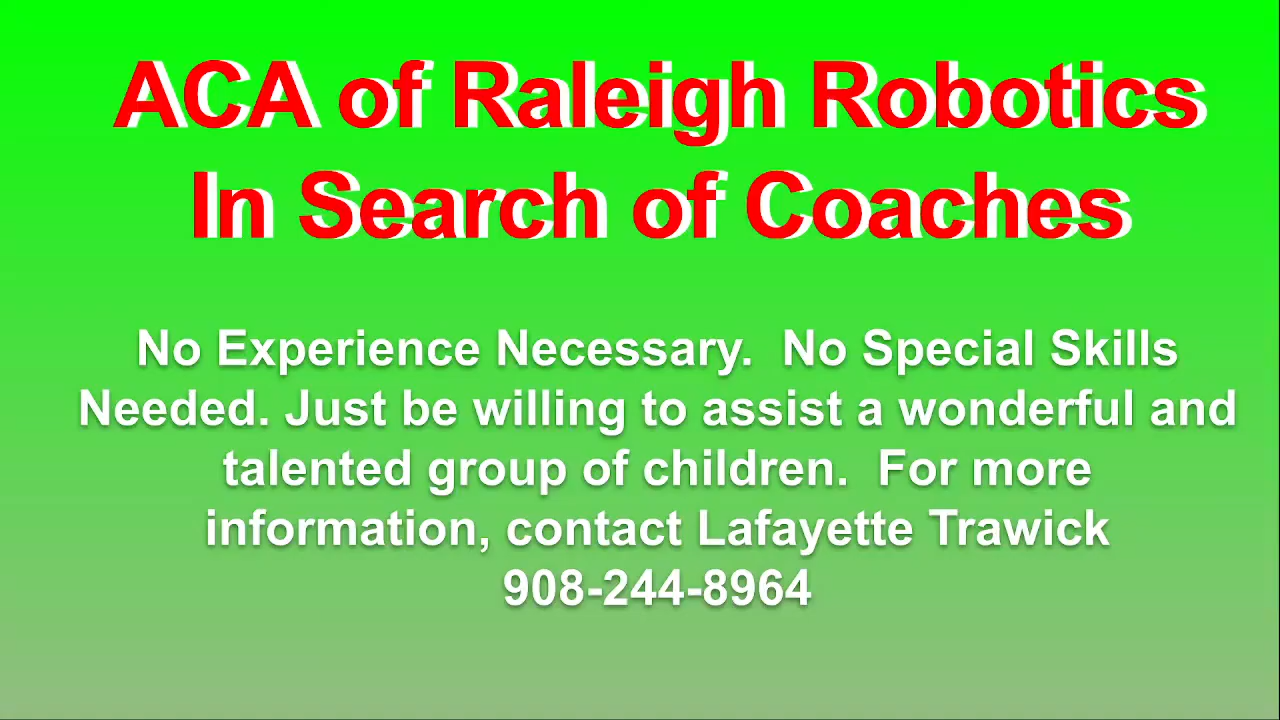 ACA of Raleigh Robotics
In Search of Coaches
No Experience Necessary.  No Special Skills
Needed. Just be willing to assist a wonderful and
talented group of children.  For more
information, contact Lafayette Trawick
908-244-8964